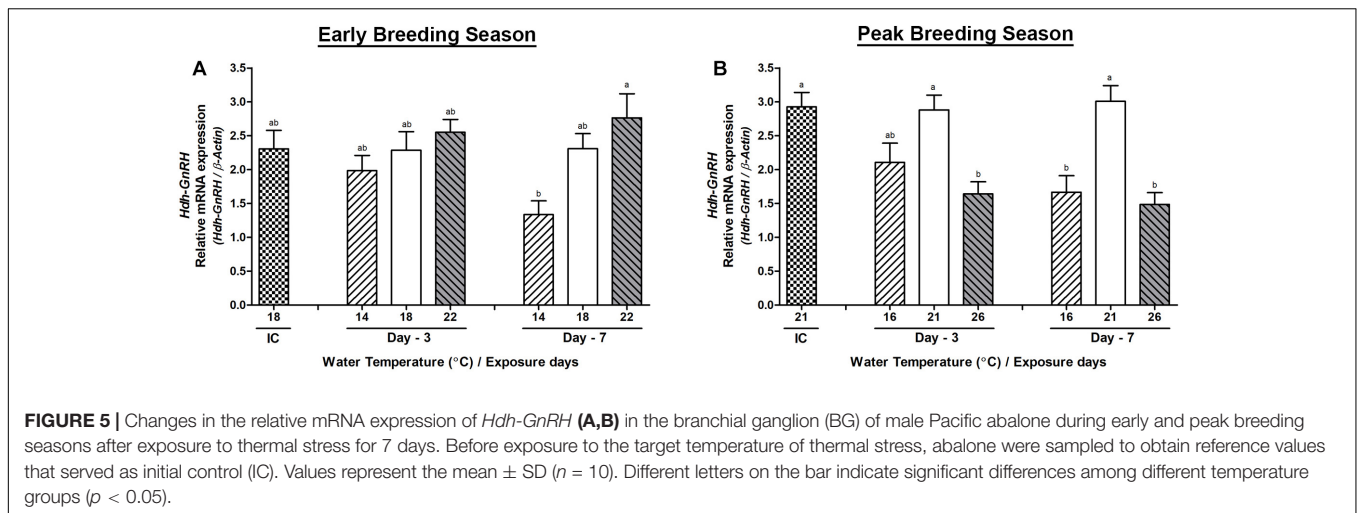 Early Breeding Season
A
Hdh-GnRH
Relative mRNA expression
(Hdh-GnRH / β-Actin)
3.5
3.0
2.5
2.0
1.5
1.0
0.5
0.0
ab
ab
ab
ab
b
ab
a
18
14 18 22
14 18 22
IC
Day - 3
Day - 7
Water Temperature (°C) / Exposure days
Peak Breeding Season
B
Hdh-GnRH
Relative mRNA expression
(Hdh-GnRH / β-Actin)
3.5
3.0
2.5
2.0
1.5
1.0
0.5
0.0
a
ab
a
b
b
a
b
21
16 21 26
16 21 26
IC
Day - 3
Day - 7
Water Temperature (°C) / Exposure days
FIGURE 5 | Changes in the relative mRNA expression of Hdh-GnRH (A,B) in the branchial ganglion (BG) of male Pacific abalone during early and peak breeding
seasons after exposure to thermal stress for 7 days. Before exposure to the target temperature of thermal stress, abalone were sampled to obtain reference values
that served as initial control (IC). Values represent the mean ± SD (n = 10). Different letters on the bar indicate significant differences among different temperature
groups (p < 0.05).